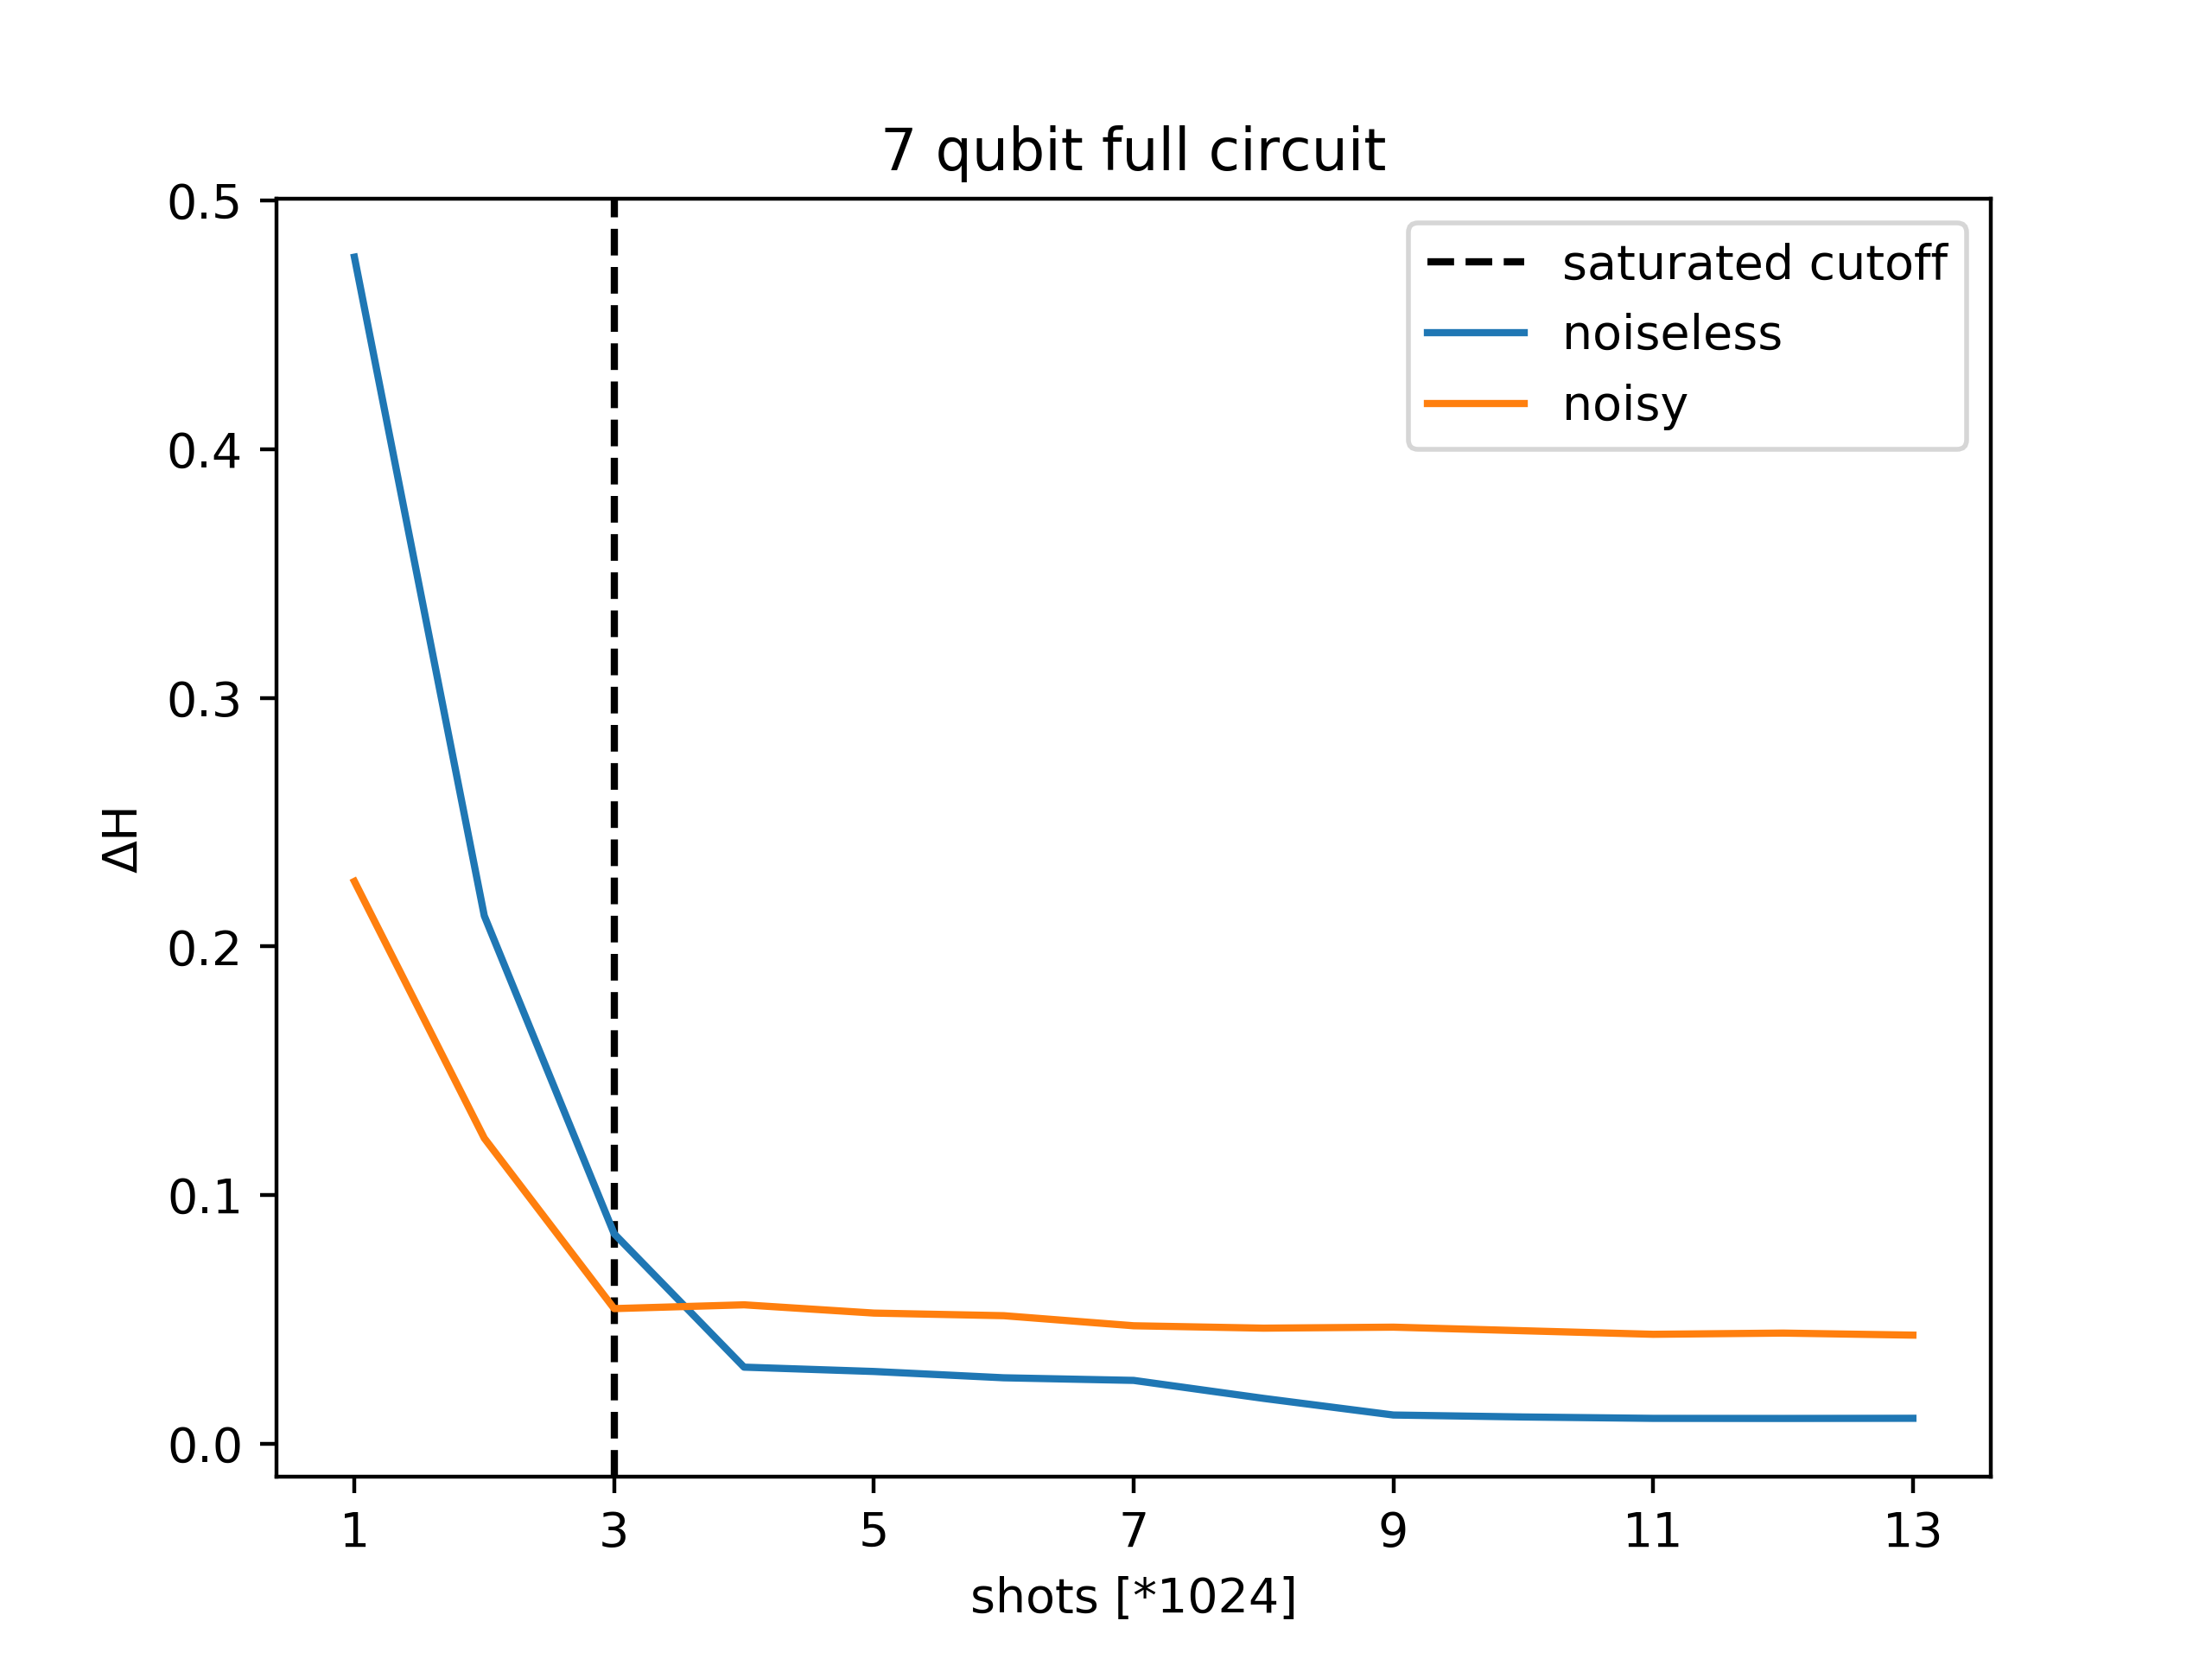 7 qubit full circuit
0.5
0.4
0.3
0.2
0.1
0.0
ΔH
saturated cutoff
noiseless
noisy
1 3 5 7 9 11 13
shots [*1024]